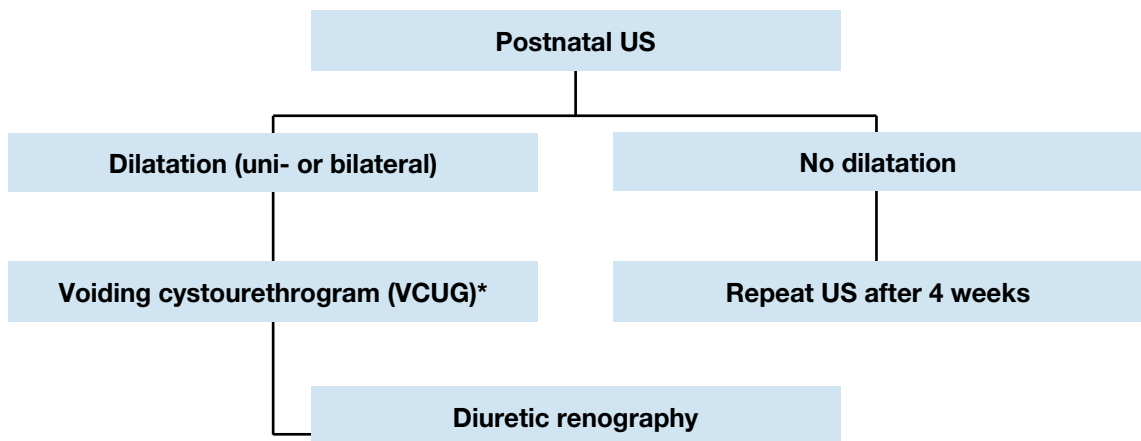 Postnatal US
Dilatation (uni- or bilateral)
No dilatation
Voiding cystourethrogram (VCUG)*
Repeat US after 4 weeks
Diuretic renography